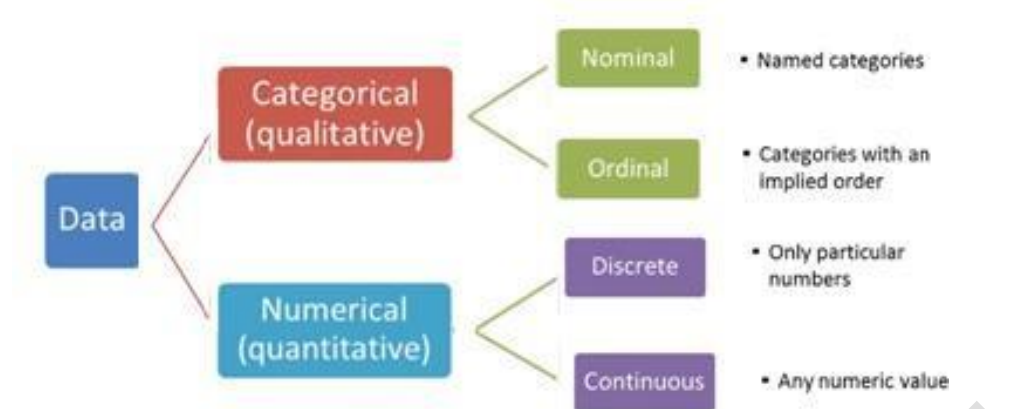 Data
Categorical
(qualitative)
Nominal
▪ Named categories
Ordinal
▪ Categories with an
implied order
Numerical
(quantitative)
Discrete
▪ Only particular
numbers
Continuous
▪ Any numeric value